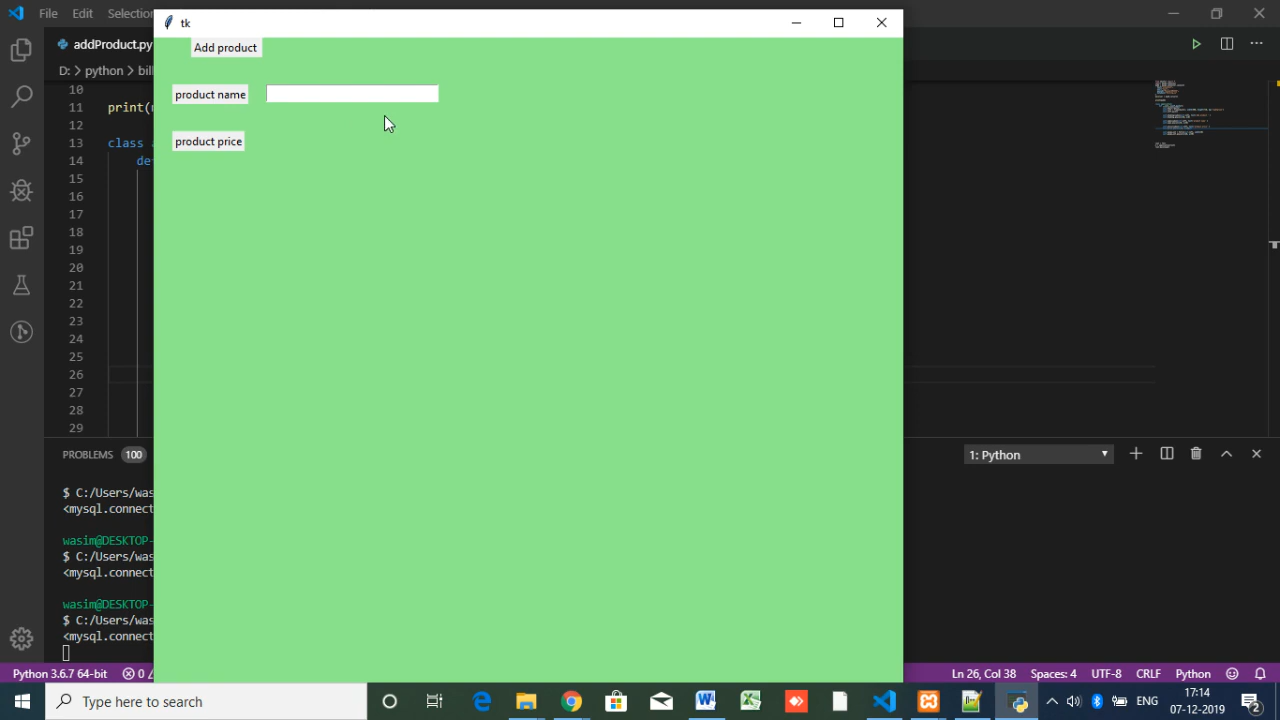 File Edit Selection
tk
addProduct.py
Add product
D: > python > bill
product name
product price
10
11 print(
12
13 class
14 def
15
16
17
18
19
20
21
22
23
24
25
26
27
28
29
PROBLEMS 100
1: Python
$ C:/Users/was
<mysql.connect
wasim@DESKTOP-
$ C:/Users/was
<mysql.connect
wasim@DESKTOP-
$ C:/Users/was
<mysql.connect
Python 3.6.7 64-bit 0
Ln 26, Col 38 Spaces: 4 UTF-8 CRLF Python
Type here to search
ENG
17:14
07-12-2019
2